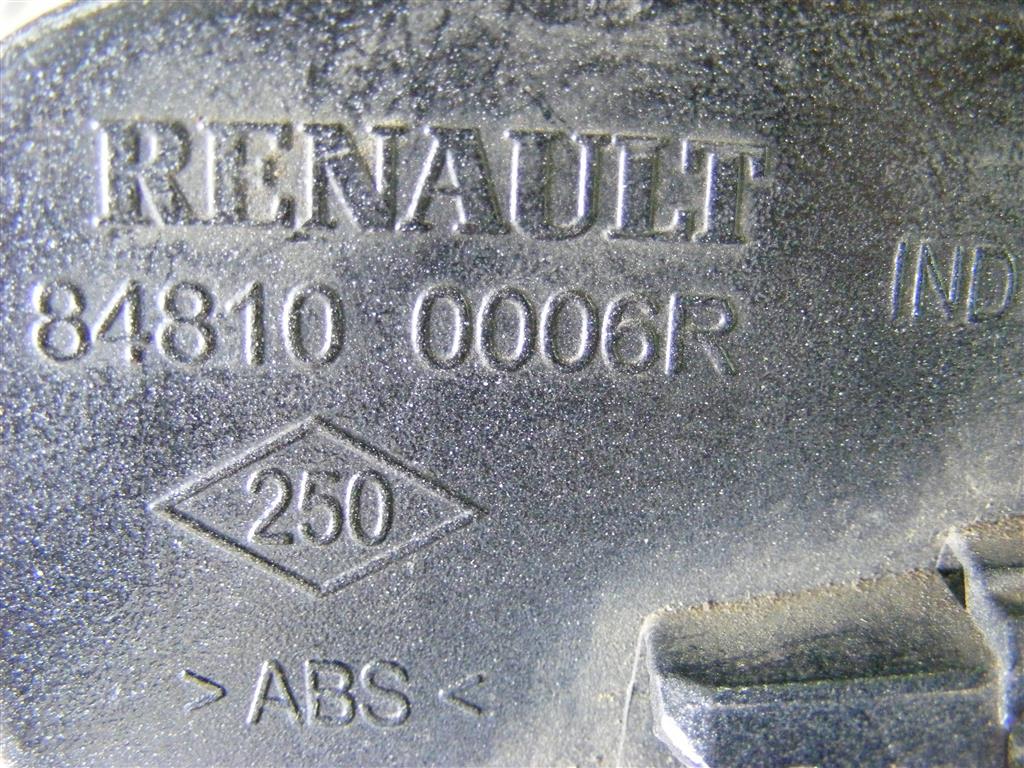 RENAULT
84810 0006R
IND
250
>ABS<